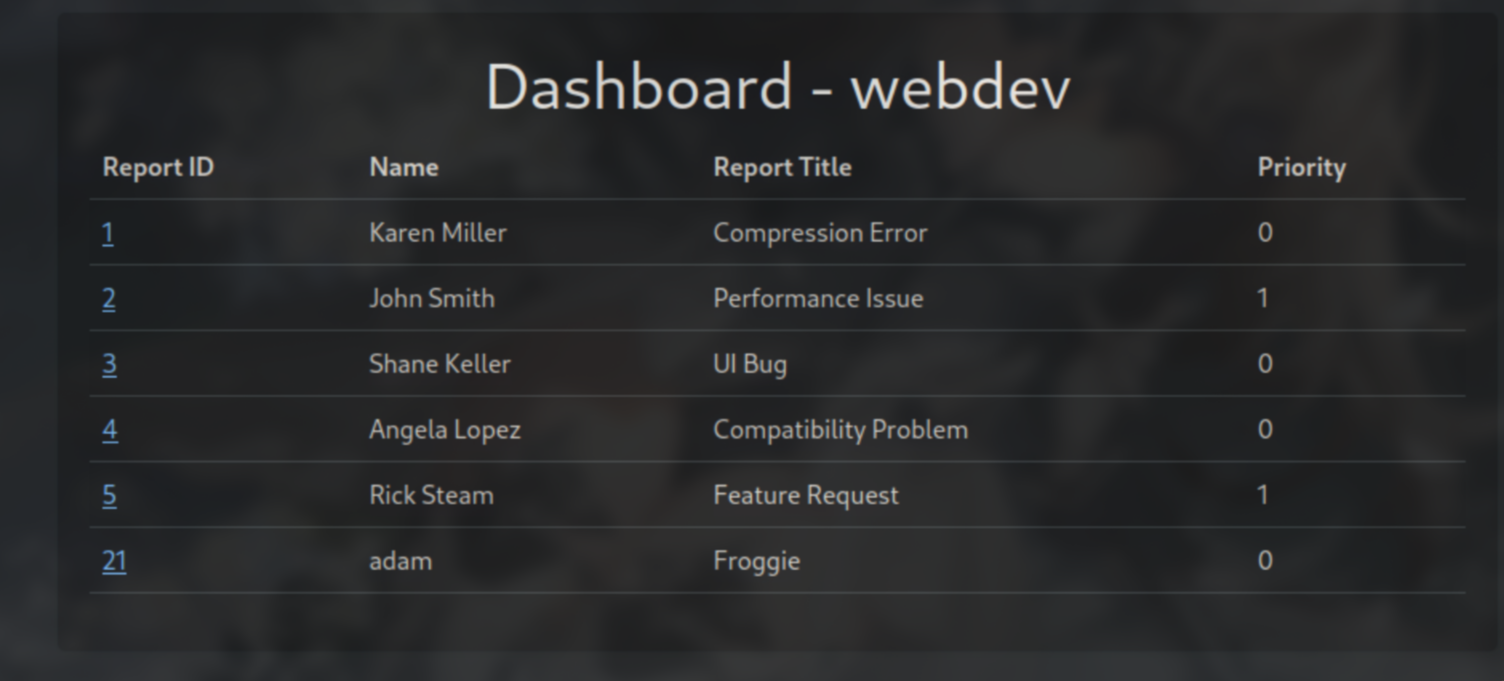 Dashboard - webdev
Report ID Name Report Title Priority
1 Karen Miller Compression Error 0
2 John Smith Performance Issue 1
3 Shane Keller UI Bug 0
4 Angela Lopez Compatibility Problem 0
5 Rick Steam Feature Request 1
21 adam Froggie 0